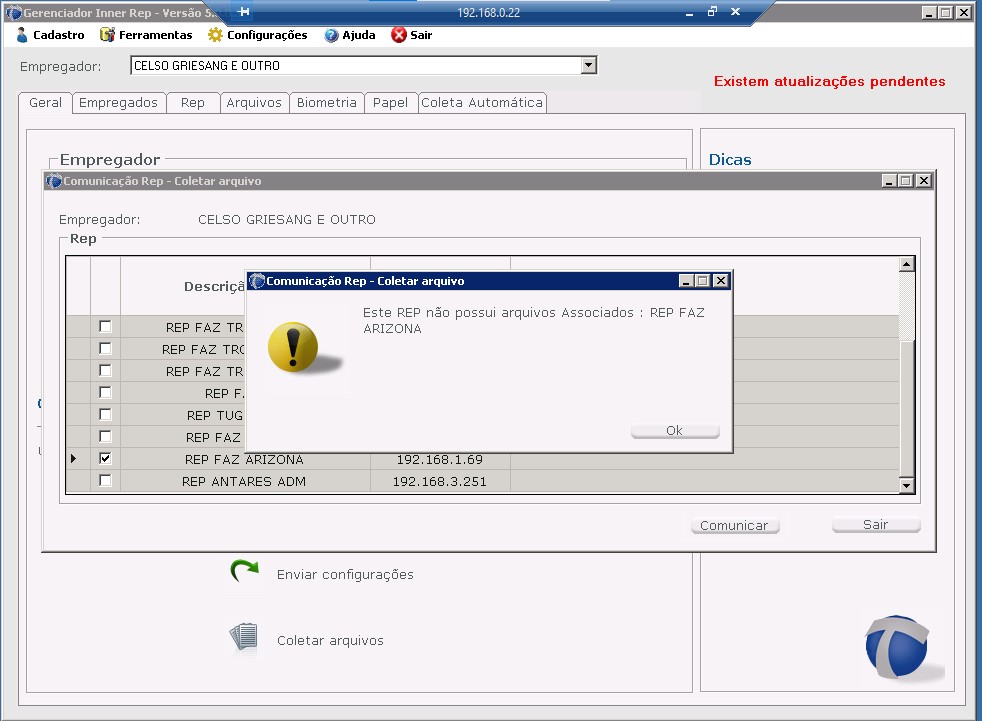 Gerenciador Inner Rep - Versão 5.
192.168.0.22
Cadastro Ferramentas Configurações Ajuda Sair
Empregador: CELSO GRIESANG E OUTRO
Existem atualizações pendentes
Geral Empregados Rep Arquivos Biometria Papel Coleta Automática
Empregador
Dicas
Comunicação Rep - Coletar arquivo
Empregador: CELSO GRIESANG E OUTRO
Rep
Descriçã
Comunicação Rep - Coletar arquivo
Este REP não possui arquivos Associados : REP FAZ
ARIZONA
Ok
REP FAZ TR
REP FAZ TRO
REP FAZ TR
REP F
REP TUG
REP FAZ
REP FAZ ARIZONA 192.168.1.69
REP ANTARES ADM 192.168.3.251
Comunicar Sair
Enviar configurações
Coletar arquivos